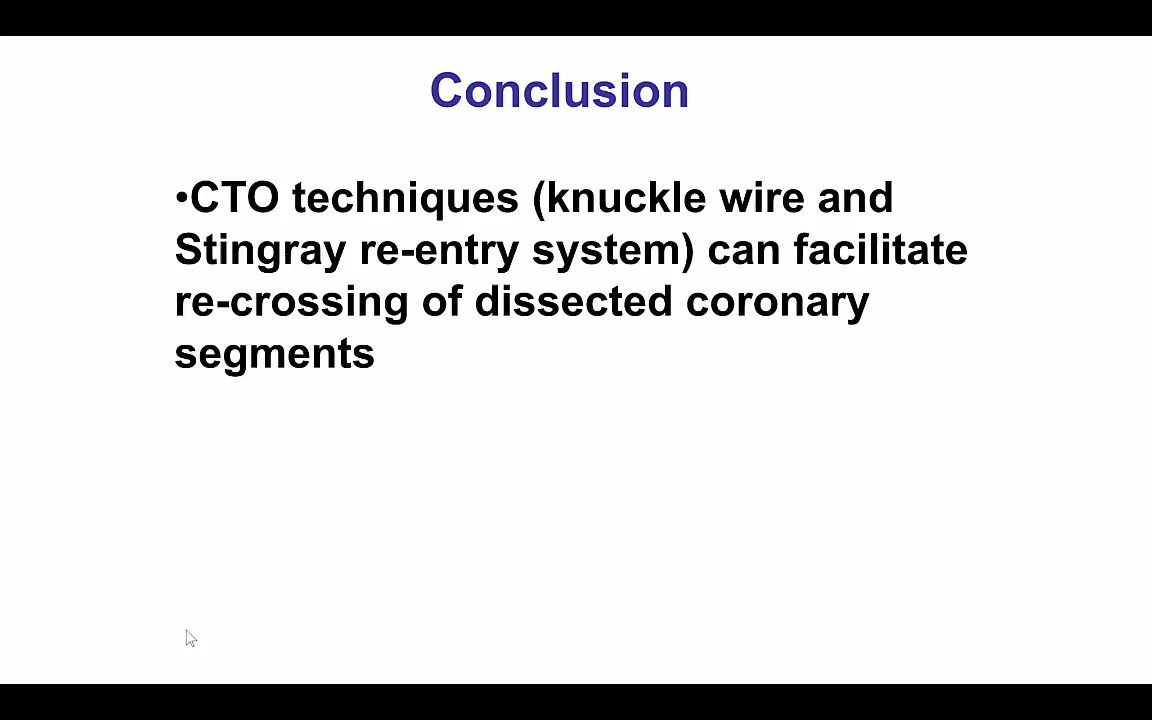 Conclusion
•CTO techniques (knuckle wire and
Stingray re-entry system) can facilitate
re-crossing of dissected coronary
segments